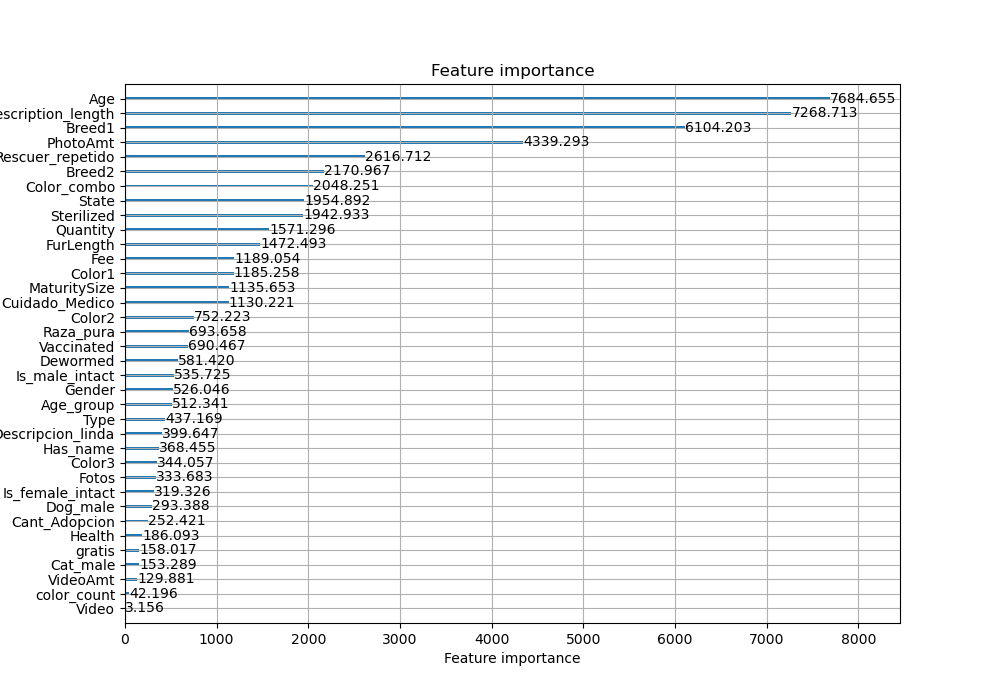 Feature importance
Age 7684.655
escription_length 7268.713
Breed1 6104.203
PhotoAmt 4339.293
Rescuer_repetido 2616.712
Breed2 2170.967
Color_combo 2048.251
State 1954.892
Sterilized 1942.933
Quantity 1571.296
FurLength 1472.493
Fee 1189.054
Color1 1185.258
MaturitySize 1135.653
Cuidado_Medico 1130.221
Color2 752.223
Raza_pura 693.658
Vaccinated 690.467
Dewormed 581.420
Is_male_intact 535.725
Gender 526.046
Age_group 512.341
Type 437.169
Descripcion_linda 399.647
Has_name 368.455
Color3 344.057
Fotos 333.683
Is_female_intact 319.326
Dog_male 293.388
Cant_Adopcion 252.421
Health 186.093
gratis 158.017
Cat_male 153.289
VideoAmt 129.881
color_count 42.196
Video 3.156
0 1000 2000 3000 4000 5000 6000 7000 8000
Feature importance